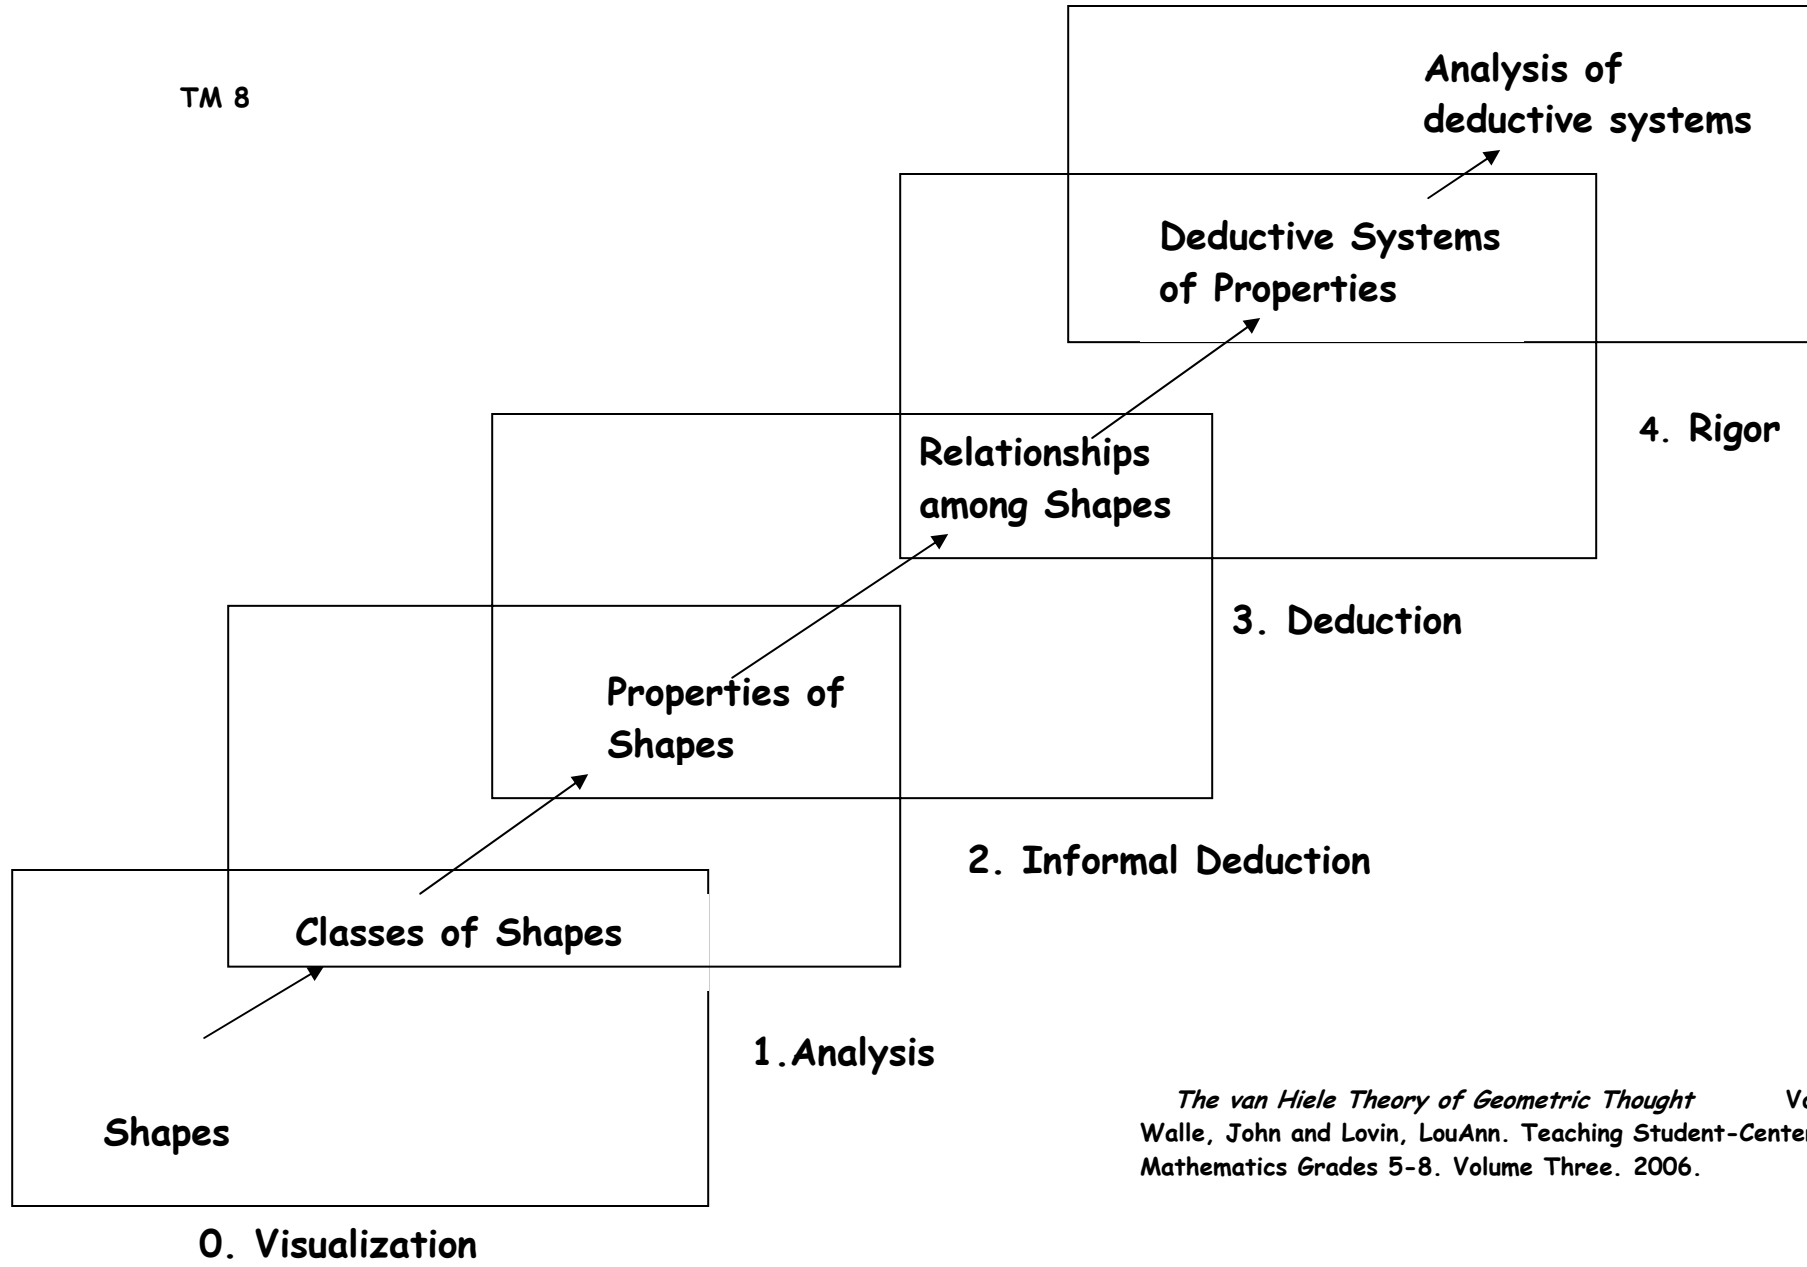 TM 8
Analysis of
deductive systems
Deductive Systems
of Properties
4. Rigor
Relationships
among Shapes
3. Deduction
Properties of
Shapes
2. Informal Deduction
Classes of Shapes
1.Analysis
Shapes
0. Visualization
The van Hiele Theory of Geometric Thought
Walle, John and Lovin, LouAnn. Teaching
Mathematics Grades 5-8. Volume Three. 2006.